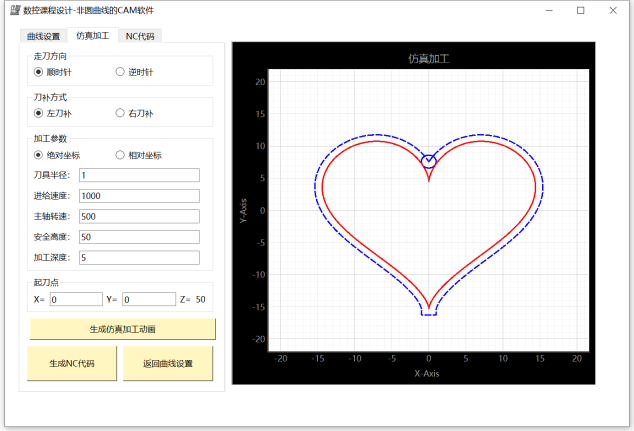 数控课程设计-非圆曲线的CAM软件
曲线设置 仿真加工 NC代码
走刀方向
顺时针 逆时针
刀补方式
左刀补 右刀补
加工参数
绝对坐标 相对坐标
刀具半径: 1
进给速度: 1000
主轴转速: 500
安全高度: 50
加工深度: 5
起刀点
X= 0 Y= 0 Z= 50
生成仿真加工动画
生成NC代码 返回曲线设置
仿真加工
20
15
10
5
0
-5
-10
-15
-20
Y-Axis
-20 -15 -10 -5 0 5 10 15 20
X-Axis